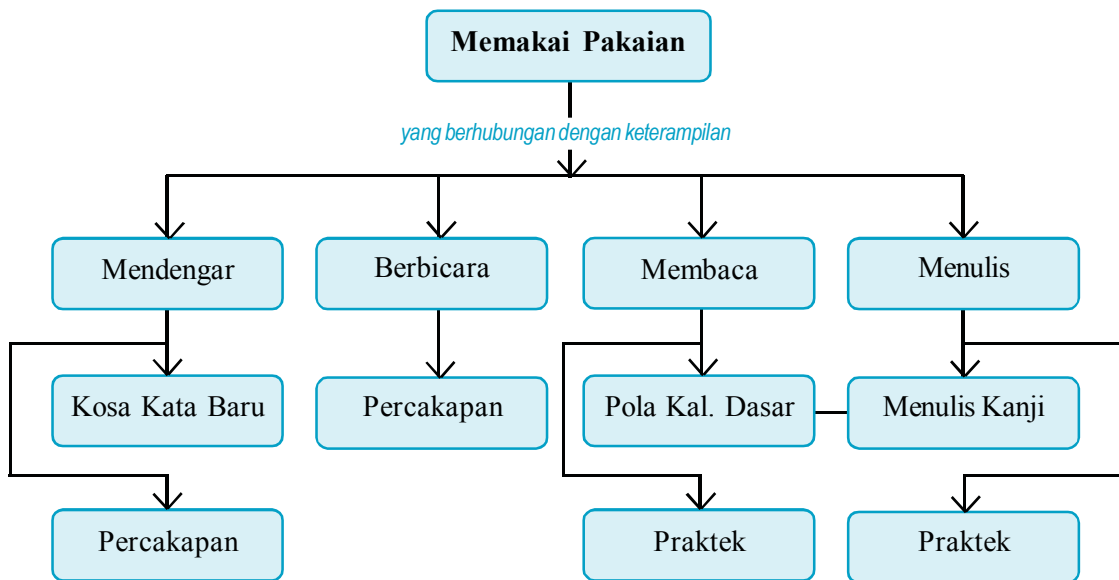 Memakai Pakaian
yang berhubungan dengan keterampilan
Mendengar
Berbicara
Membaca
Menulis
Kosa Kata Baru
Percakapan
Pola Kal. Dasar
Menulis Kanji
Percakapan
Praktek
Praktek